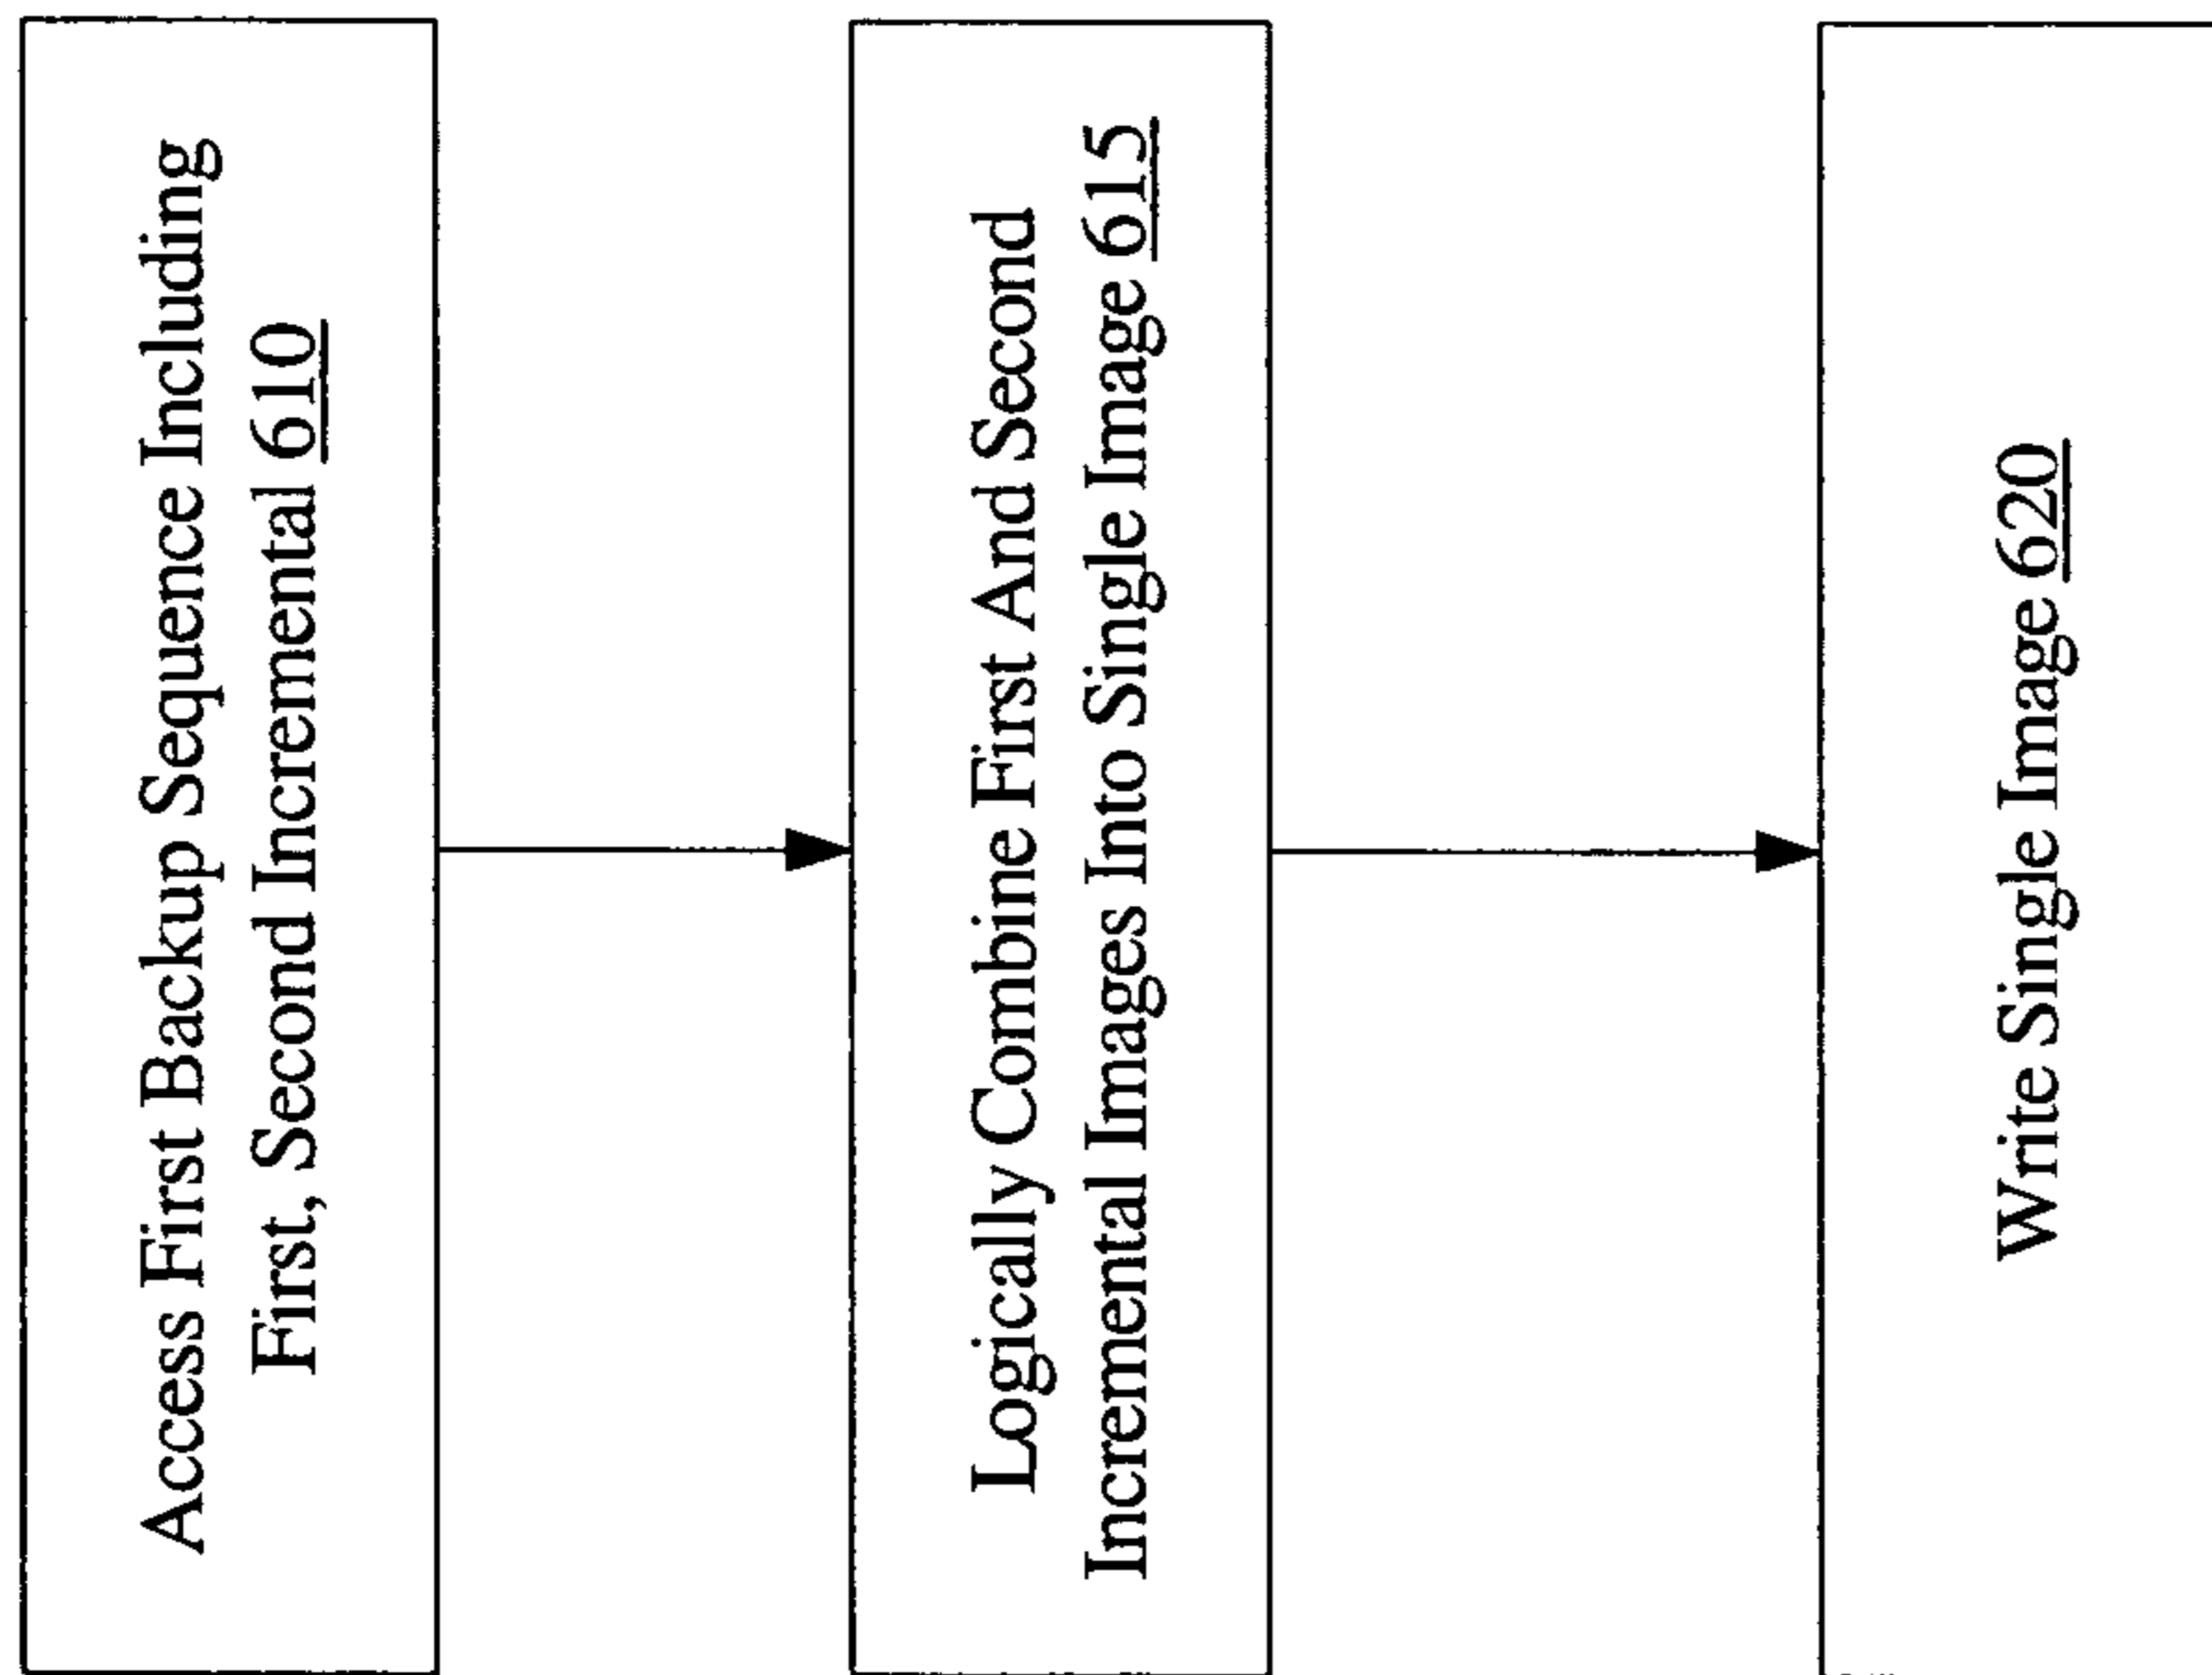 Access First Backup Sequence Including
First, Second Incremental 610
Logically Combine First And Second
Incremental Images Into Single Image 615
Write Single Image 620